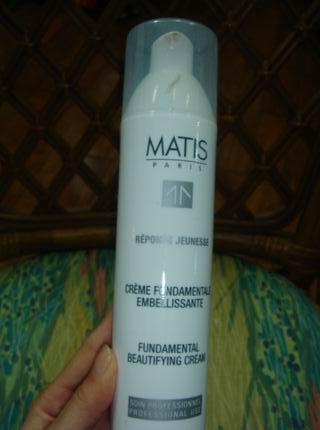 MATIS
PARIS
RÉPONSE JEUNESSE
CRÈME FONDAMENTALE
EMBELLISSANTE
FUNDAMENTAL
BEAUTIFYING CREAM
SOIN PROFESSIONNEL
PROFESSIONAL USE